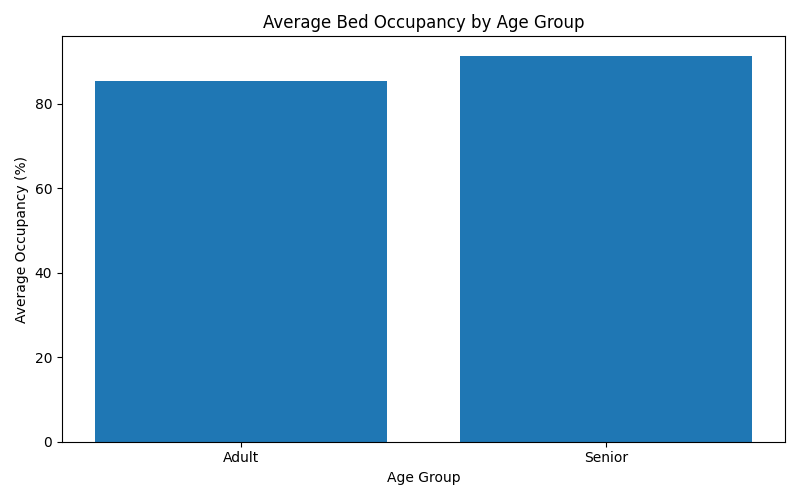 Average Bed Occupancy by Age Group
Average Occupancy (%)
80
60
40
20
0
Adult
Senior
Age Group